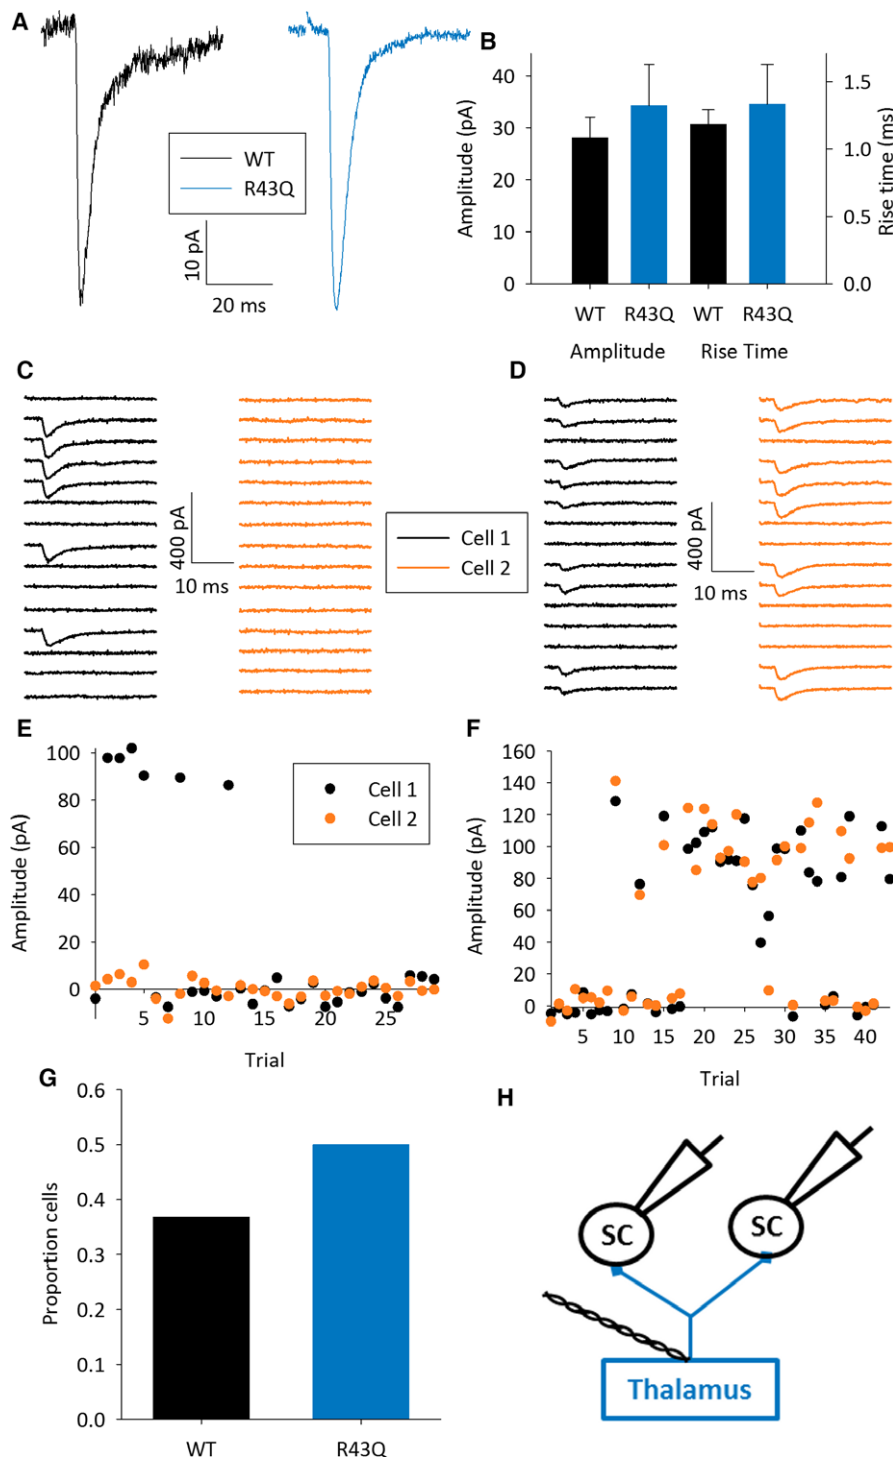 A
WT
R43Q
10 pA
20 ms
B
Amplitude (pA)
40
30
20
10
0
Rise time (ms)
1.5
1.0
0.5
0.0
WT R43Q WT R43Q
Amplitude Rise Time
C
400 pA
10 ms
Cell 1
Cell 2
D
400 pA
10 ms
E
Amplitude (pA)
100
80
60
40
20
0
5 10 15 20 25
Trial
Cell 1
Cell 2
F
Amplitude (pA)
160
140
120
100
80
60
40
20
0
5 10 15 20 25 30 35 40
Trial
G
Proportion cells
0.6
0.5
0.4
0.3
0.2
0.1
0.0
WT R43Q
H
SC SC
Thalamus